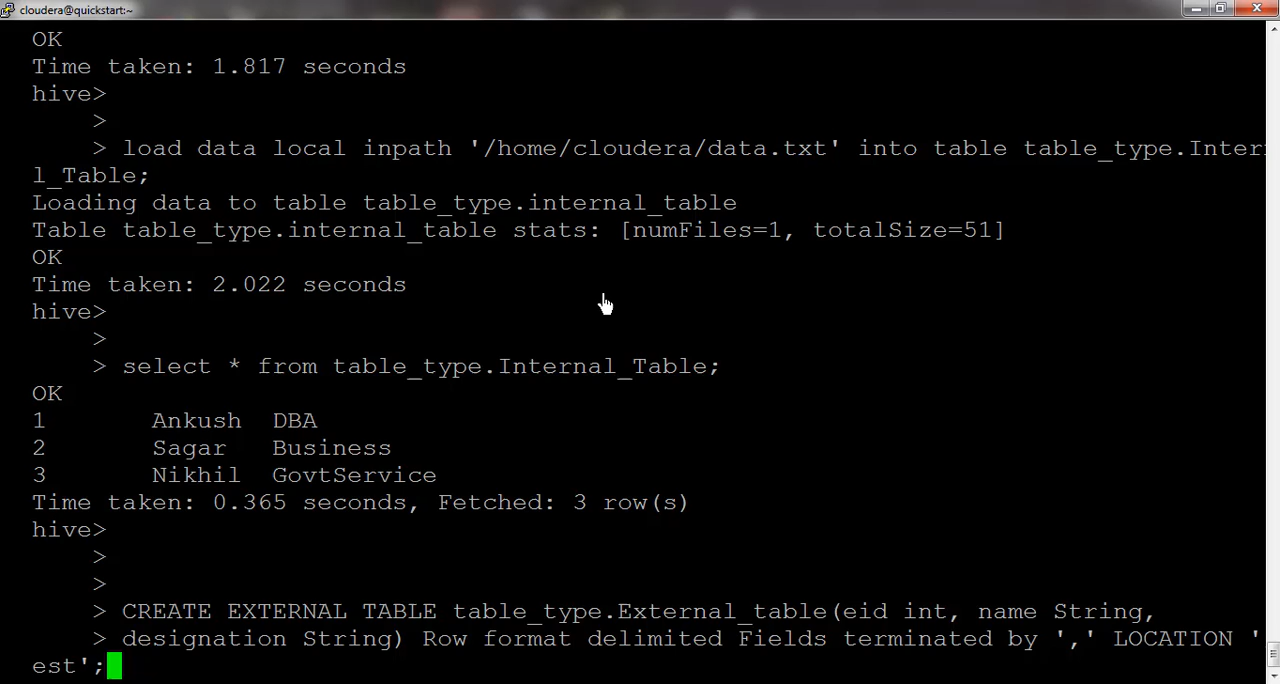 cloudera@quickstart:~
OK
Time taken: 1.817 seconds
hive>
>
> load data local inpath '/home/cloudera/data.txt' into table table_type.Intern
l_Table;
Loading data to table table_type.internal_table
Table table_type.internal_table stats: [numFiles=1, totalSize=51]
OK
Time taken: 2.022 seconds
hive>
>
> select * from table_type.Internal_Table;
OK
1 Ankush DBA
2 Sagar Business
3 Nikhil GovtService
Time taken: 0.365 seconds, Fetched: 3 row(s)
hive>
>
>
> CREATE EXTERNAL TABLE table_type.External_table(eid int, name String,
> designation String) Row format delimited Fields terminated by ',' LOCATION '
est';